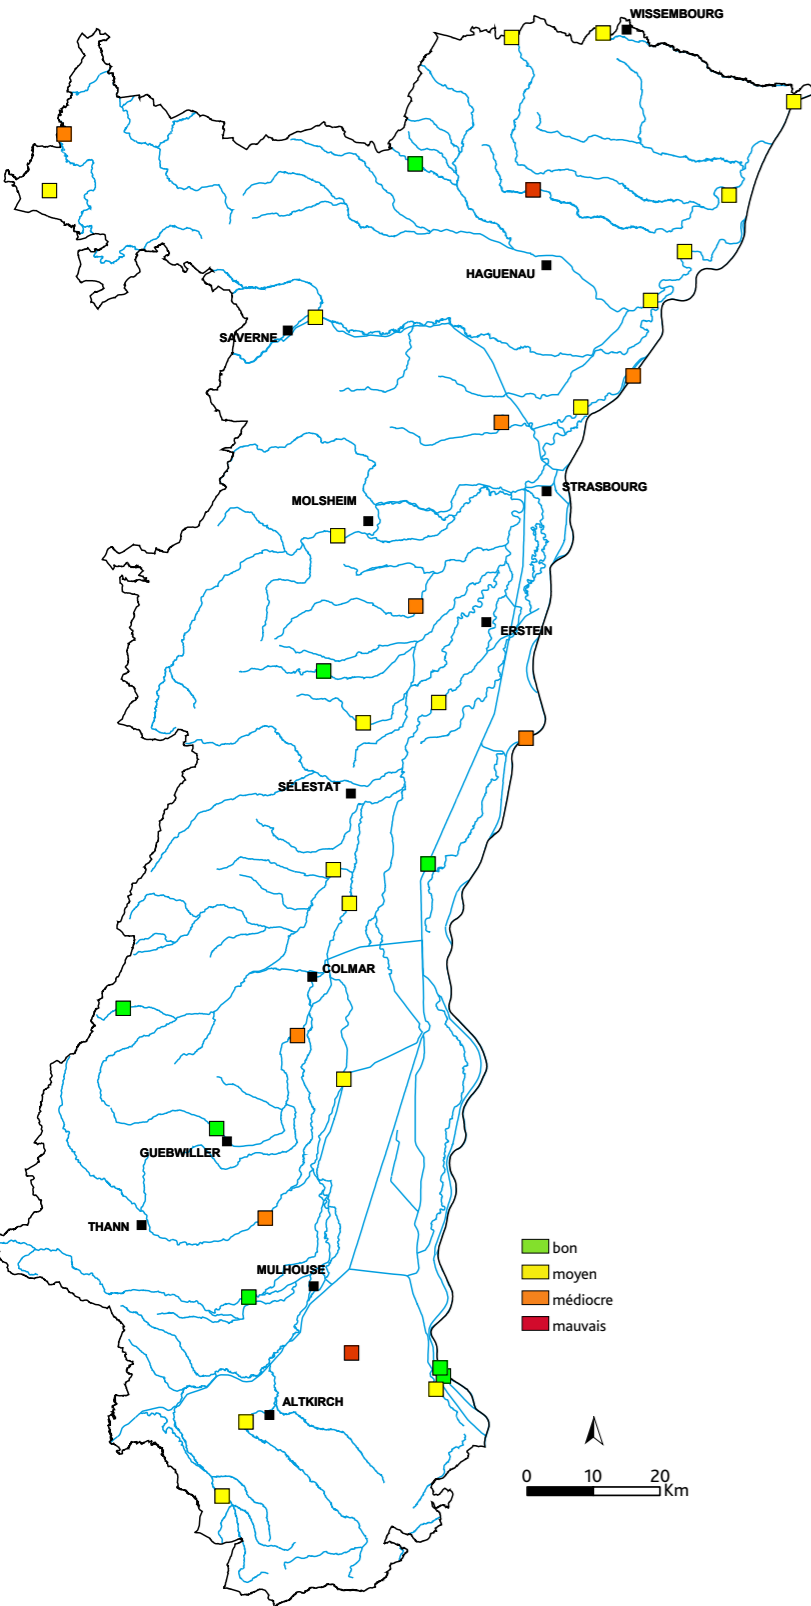 WISSEMBOURG
HAGUENAU
SAVERNE
STRASBOURG
MOLSHEIM
ERSTEIN
SÉLESTAT
COLMAR
GUEBWILLER
THANN
MULHOUSE
ALTKIRCH
bon
moyen
médiocre
mauvais
0 10 20
Km